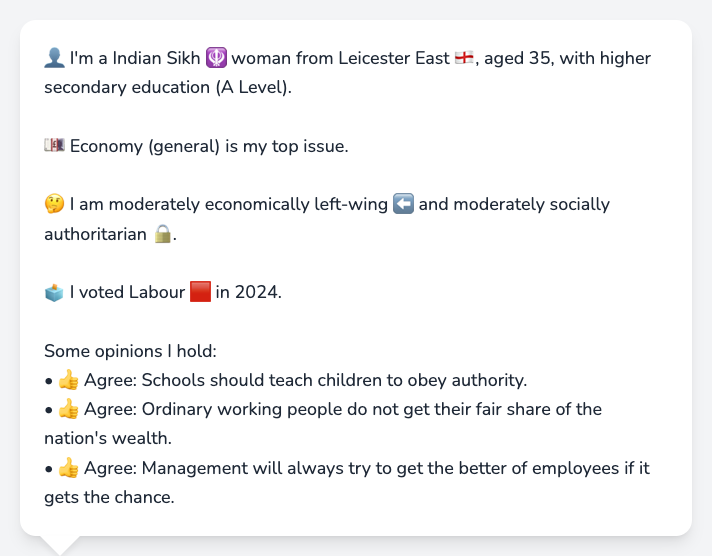 👤 I'm a Indian Sikh 🪯 woman from Leicester East 🏴󠁧󠁢󠁥󠁮󠁧󠁿, aged 35, with higher
secondary education (A Level).
💷 Economy (general) is my top issue.
🤔 I am moderately economically left-wing ⬅️ and moderately socially
authoritarian 🔒.
🗳️ I voted Labour 🟥 in 2024.
Some opinions I hold:
• 👍 Agree: Schools should teach children to obey authority.
• 👍 Agree: Ordinary working people do not get their fair share of the
nation's wealth.
• 👍 Agree: Management will always try to get the better of employees if it
gets the chance.